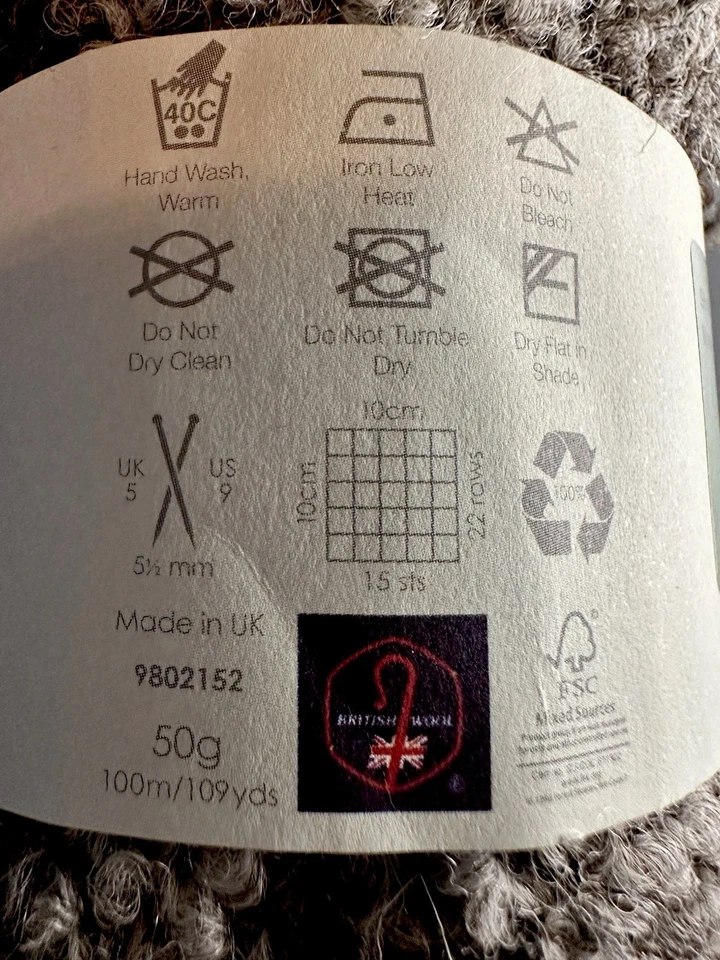 40C
Hand Wash,
Warm
Iron Low
Heat
Do Not
Bleach
Do Not
Dry Clean
Do Not Tumble
Dry
Dry Flat in
Shade
UK
5
US
9
5½ mm
10cm
10cm
22 rows
15 sts
100%
Made in UK
9802152
50g
100m/109yds
BRITISH WOOL
®
®
FSC
Mixed Sources